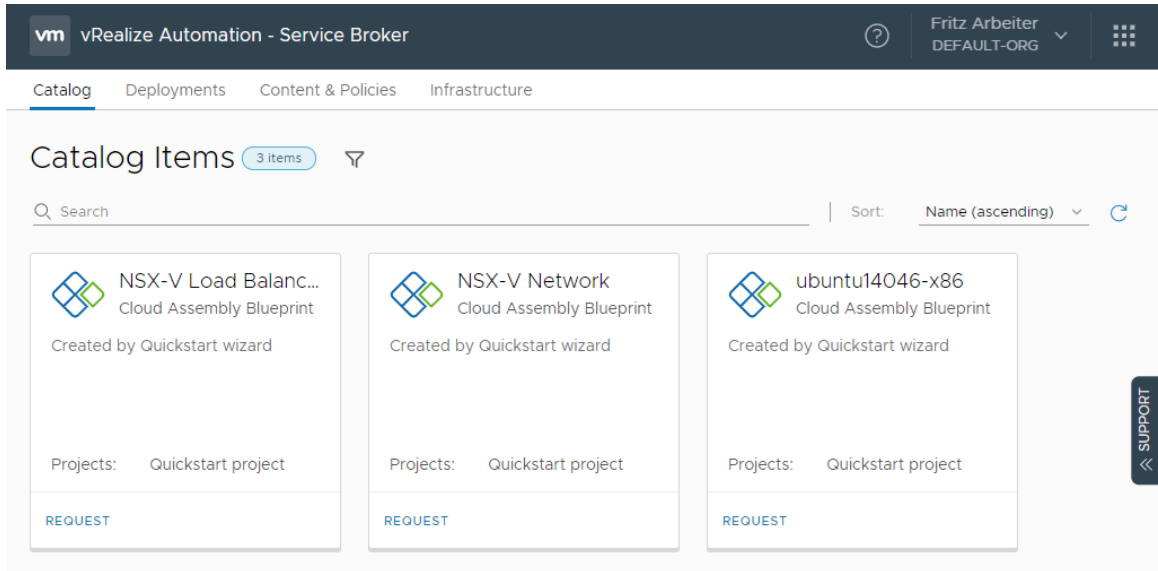 vm vRealize Automation - Service Broker
Fritz Arbeiter
DEFAULT-ORG
Catalog Deployments Content & Policies Infrastructure
Catalog Items 3 items
Search
Sort: Name (ascending)
NSX-V Load Balanc...
Cloud Assembly Blueprint
Created by Quickstart wizard
Projects: Quickstart project
REQUEST
NSX-V Network
Cloud Assembly Blueprint
Created by Quickstart wizard
Projects: Quickstart project
REQUEST
ubuntu14046-x86
Cloud Assembly Blueprint
Created by Quickstart wizard
Projects: Quickstart project
REQUEST
SUPPORT